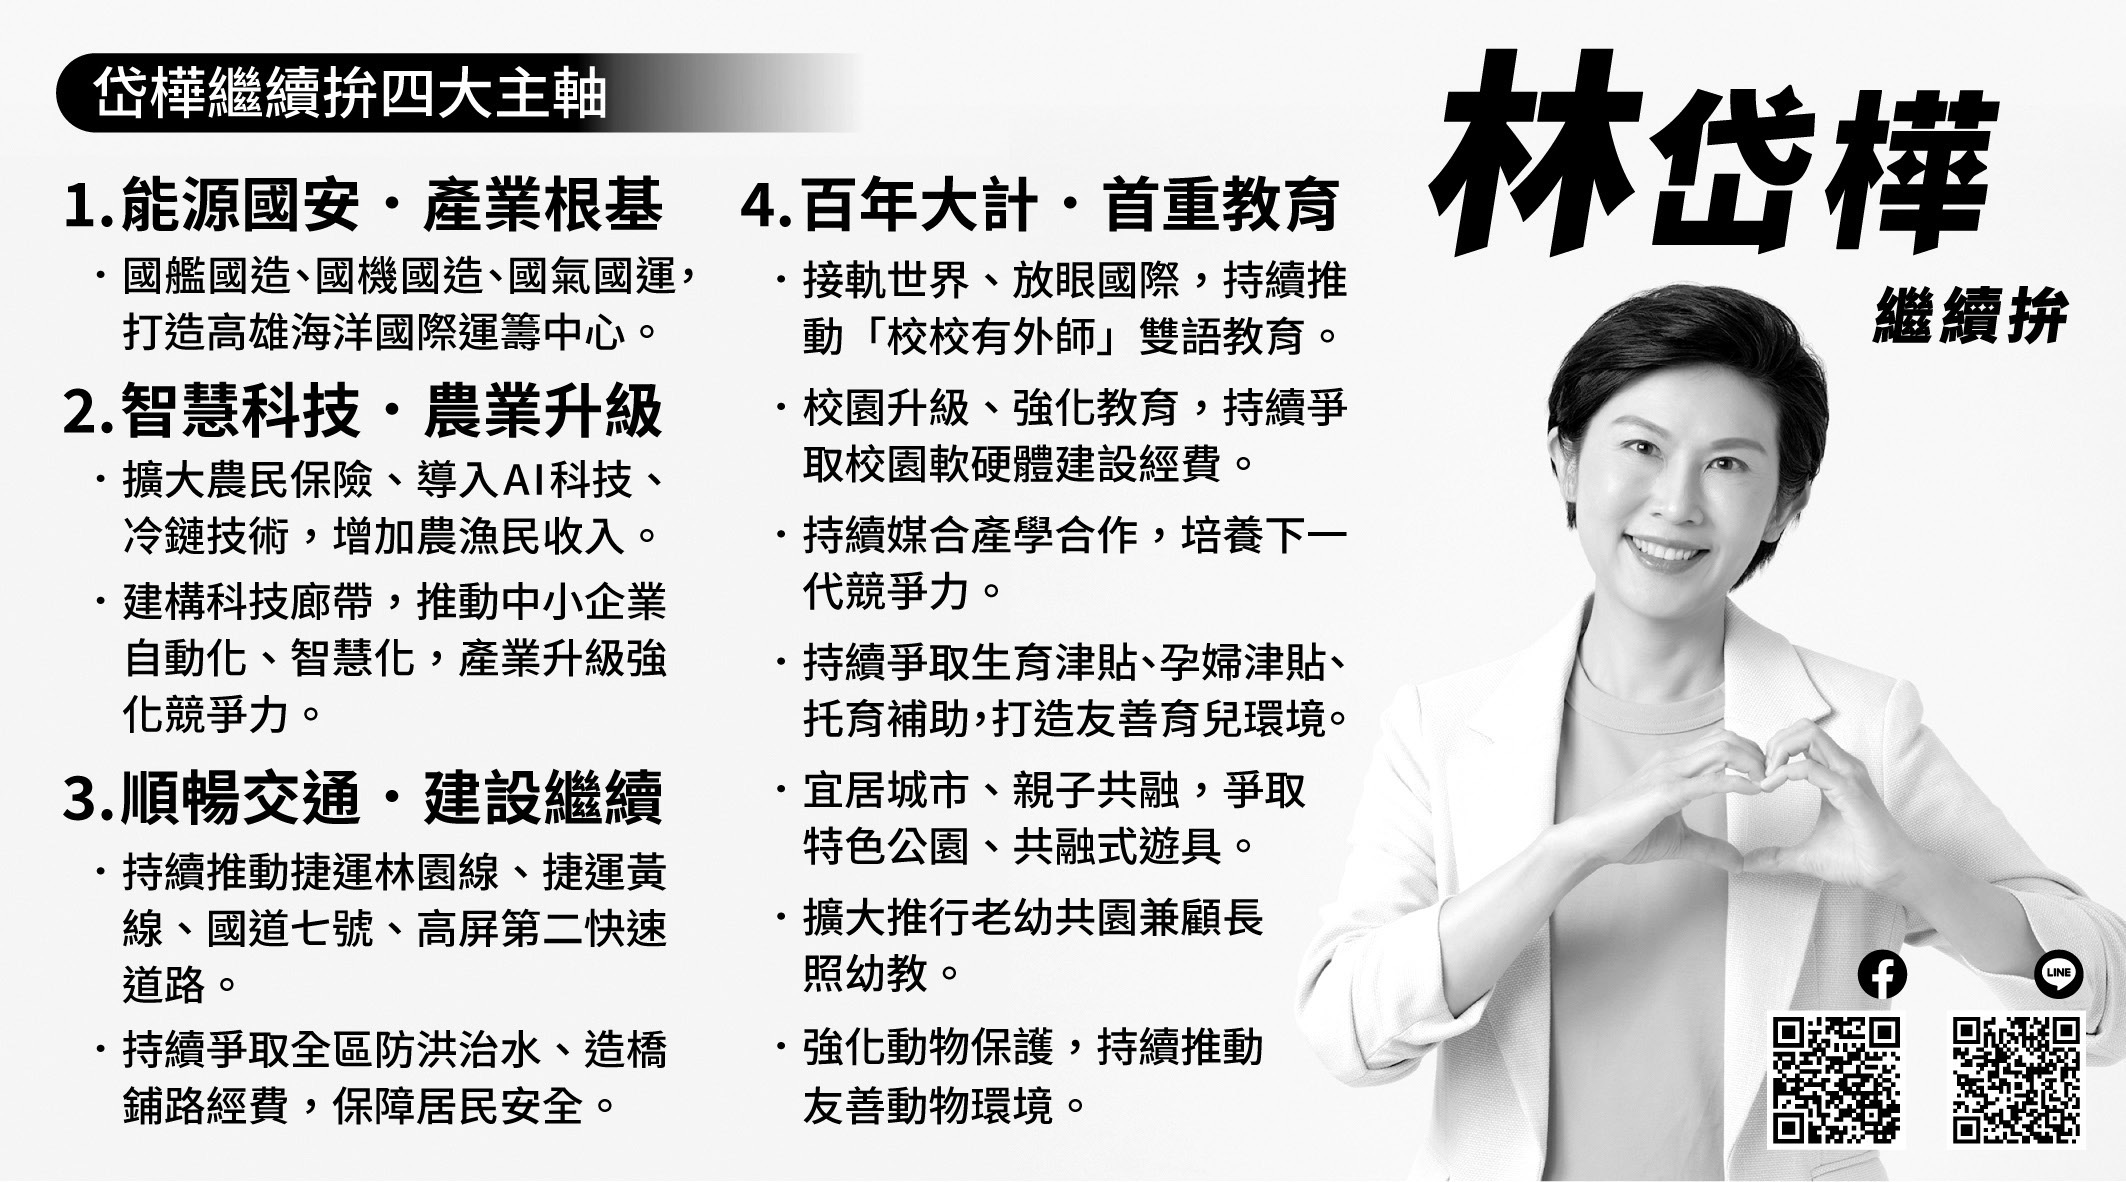 岱樺繼續拚四大主軸
1.能源國安・產業根基
・國艦國造、國機國造、國氣國運，
打造高雄海洋國際運籌中心。
2.智慧科技・農業升級
・擴大農民保險、導入AI科技、
冷鏈技術，增加農漁民收入。
・建構科技廊帶，推動中小企業
自動化、智慧化，產業升級強
化競爭力。
3.順暢交通・建設繼續
・持續推動捷運林園線、捷運黃
線、國道七號、高屏第二快速
道路。
・持續爭取全區防洪治水、造橋
鋪路經費，保障居民安全。
4.百年大計・首重教育
・接軌世界、放眼國際，持續推
動「校校有外師」雙語教育。
・校園升級、強化教育，持續爭
取校園軟硬體建設經費。
・持續媒合產學合作，培養下一
代競爭力。
・持續爭取生育津貼、孕婦津貼、
托育補助，打造友善育兒環境。
・宜居城市、親子共融，爭取
特色公園、共融式遊具。
・擴大推行老幼共園兼顧長
照幼教。
・強化動物保護，持續推動
友善動物環境。
林岱樺
繼續拚
LINE